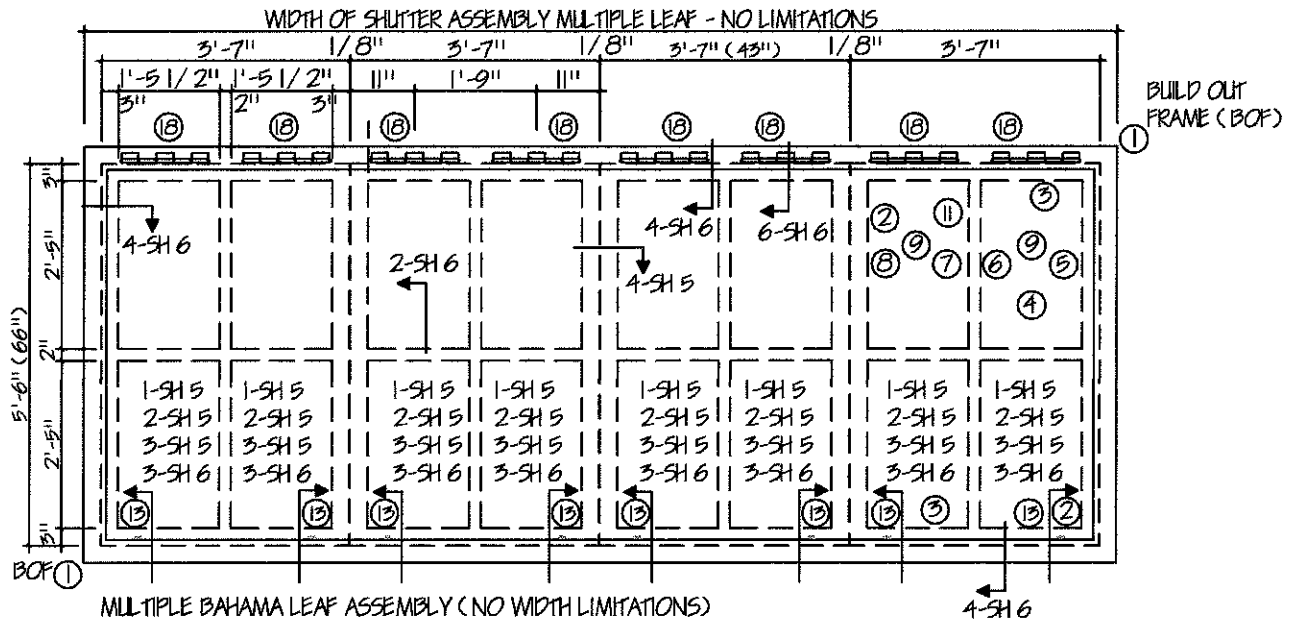 WIDTH OF SHUTTER ASSEMBLY MULTIPLE LEAF - NO LIMITATIONS
3'-7" 1/8" 3'-7" 1/8" 3'-7" (43") 1/8" 3'-7"
1'-5 1/2" 1'-5 1/2" 11" 1'-9" 11"
3" 2" 3"
BUILD OUT
FRAME (BOF)
18 18 18 18 18 18 18 18 1
3"
3
2 11
4-SH 6 4-SH 6 6-SH 6
9 9
2'-5"
2-SH 6 8 7 6 5
4-SH 5
4
2"
5'-6" (66")
1-SH 5 1-SH 5 1-SH 5 1-SH 5 1-SH 5 1-SH 5 1-SH 5 1-SH 5
2-SH 5 2-SH 5 2-SH 5 2-SH 5 2-SH 5 2-SH 5 2-SH 5 2-SH 5
2'-5"
3-SH 5 3-SH 5 3-SH 5 3-SH 5 3-SH 5 3-SH 5 3-SH 5 3-SH 5
3-SH 6 3-SH 6 3-SH 6 3-SH 6 3-SH 6 3-SH 6 3-SH 6 3-SH 6
13 13 13 13 13 13 13 3 13 2
3"
BOF 1
MULTIPLE BAHAMA LEAF ASSEMBLY (NO WIDTH LIMITATIONS)
4-SH 6